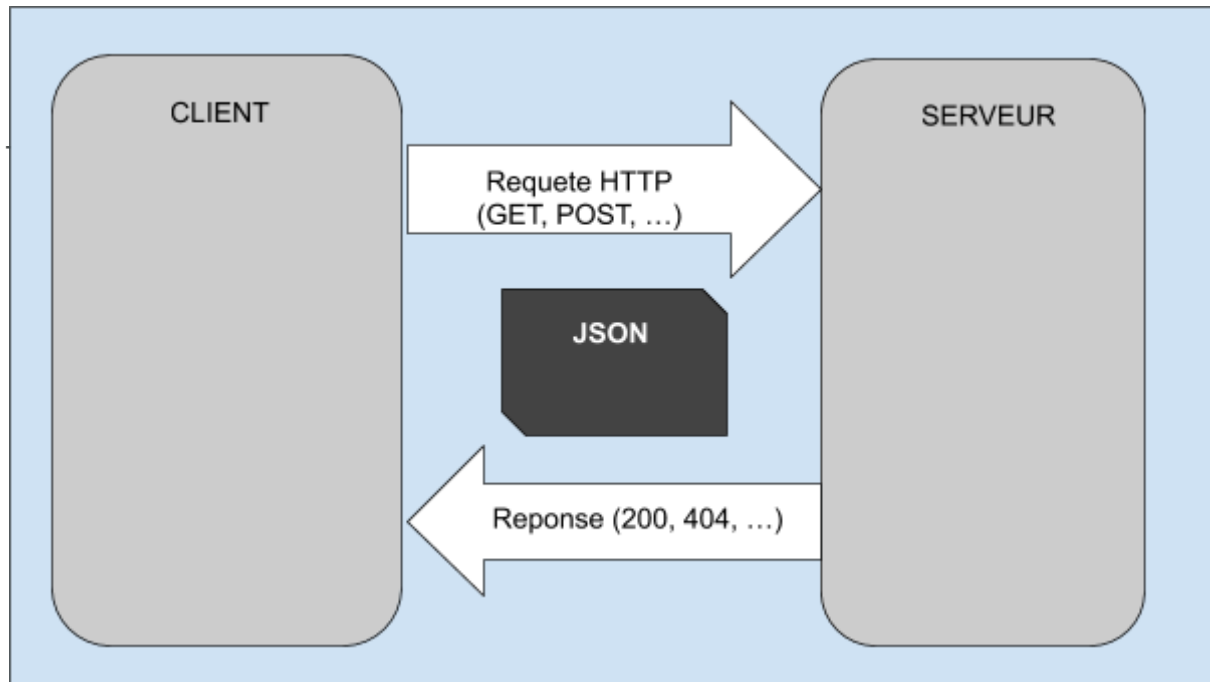 CLIENT
SERVEUR
Requete HTTP
(GET, POST, …)
JSON
Reponse (200, 404, …)